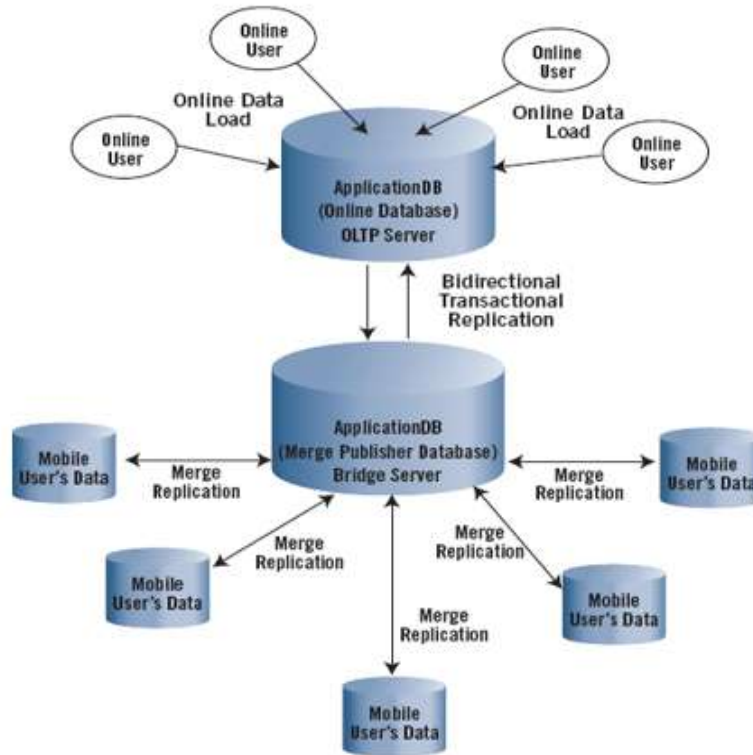 Online
User
Online
User
Online Data
Load
Online Data
Load
Online
User
Online
User
ApplicationDB
(Online Database)
OLTP Server
Bidirectional
Transactional
Replication
ApplicationDB
(Merge Publisher Database)
Bridge Server
Mobile
User's Data
Merge
Replication
Merge
Replication
Mobile
User's Data
Merge
Replication
Merge
Replication
Mobile
User's Data
Mobile
User's Data
Merge
Replication
Mobile
User's Data